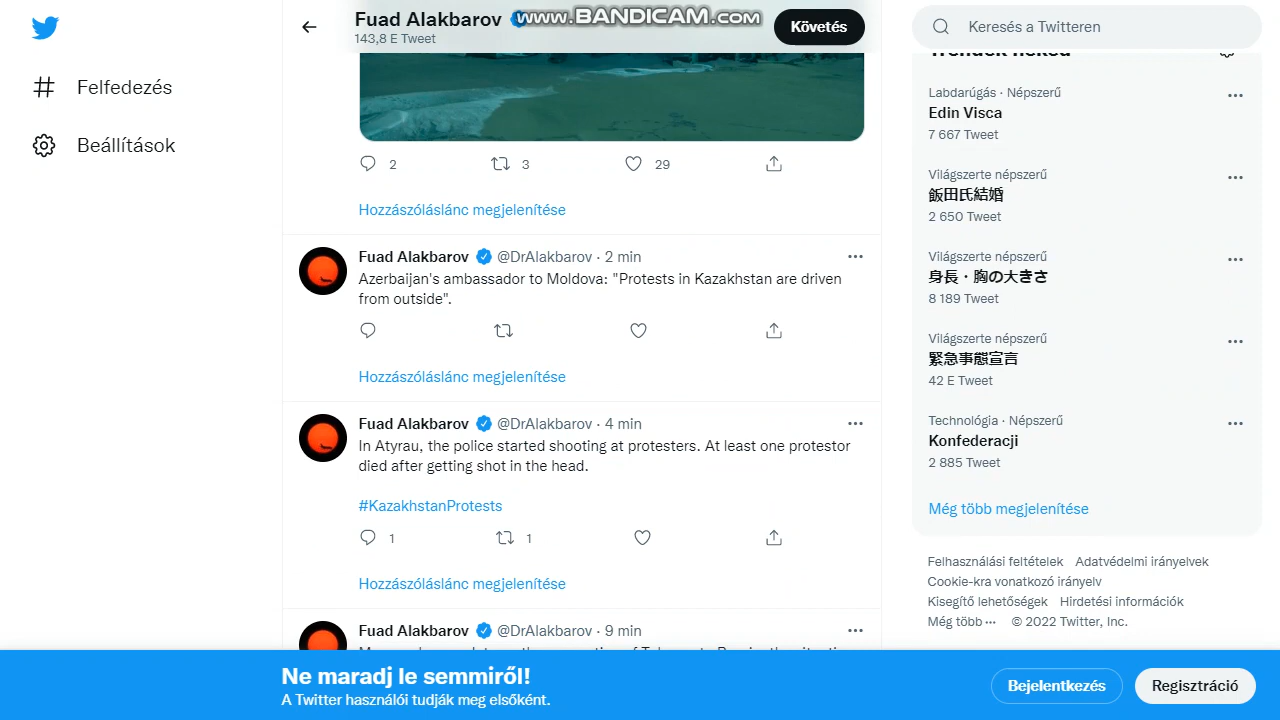 Felfedezés
Beállítások
Fuad Alakbarov
143,8 E Tweet
www.BANDICAM.com
Követés
2
3
29
Hozzászóláslánc megjelenítése
Fuad Alakbarov @DrAlakbarov · 2 min
Azerbaijan's ambassador to Moldova: "Protests in Kazakhstan are driven
from outside".
Hozzászóláslánc megjelenítése
Fuad Alakbarov @DrAlakbarov · 4 min
In Atyrau, the police started shooting at protesters. At least one protestor
died after getting shot in the head.
#KazakhstanProtests
1
1
Hozzászóláslánc megjelenítése
Fuad Alakbarov @DrAlakbarov · 9 min
Keresés a Twitteren
Trendek neked
Labdarúgás · Népszerű
Edin Visca
7 667 Tweet
Világszerte népszerű
飯田氏結婚
2 650 Tweet
Világszerte népszerű
身長・胸の大きさ
8 189 Tweet
Világszerte népszerű
緊急事態宣言
42 E Tweet
Technológia · Népszerű
Konfederacji
2 885 Tweet
Még több megjelenítése
Felhasználási feltételek Adatvédelmi irányelvek
Cookie-kra vonatkozó irányelv
Kisegítő lehetőségek Hirdetési információk
Még több ··· © 2022 Twitter, Inc.
Ne maradj le semmiről!
A Twitter használói tudják meg elsőként.
Bejelentkezés
Regisztráció